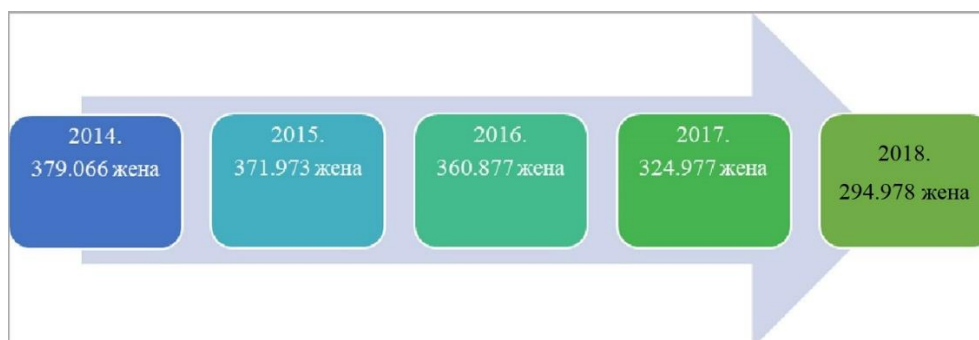 2014.
379.066 жена
2015.
371.973 жена
2016.
360.877 жена
2017.
324.977 жена
2018.
294.978 жена